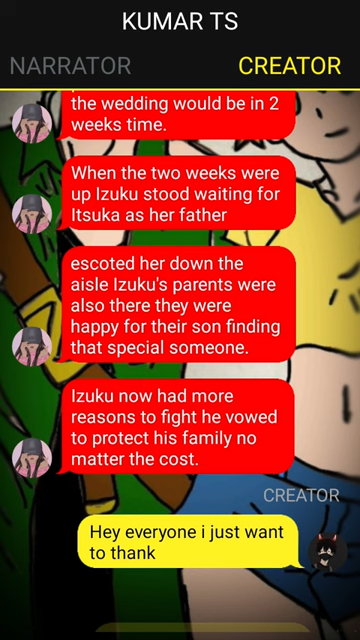 KUMAR TS
NARRATOR
CREATOR
the wedding would be in 2
weeks time.
When the two weeks were
up Izuku stood waiting for
Itsuka as her father
escoted her down the
aisle Izuku's parents were
also there they were
happy for their son finding
that special someone.
Izuku now had more
reasons to fight he vowed
to protect his family no
matter the cost.
CREATOR
Hey everyone i just want
to thank